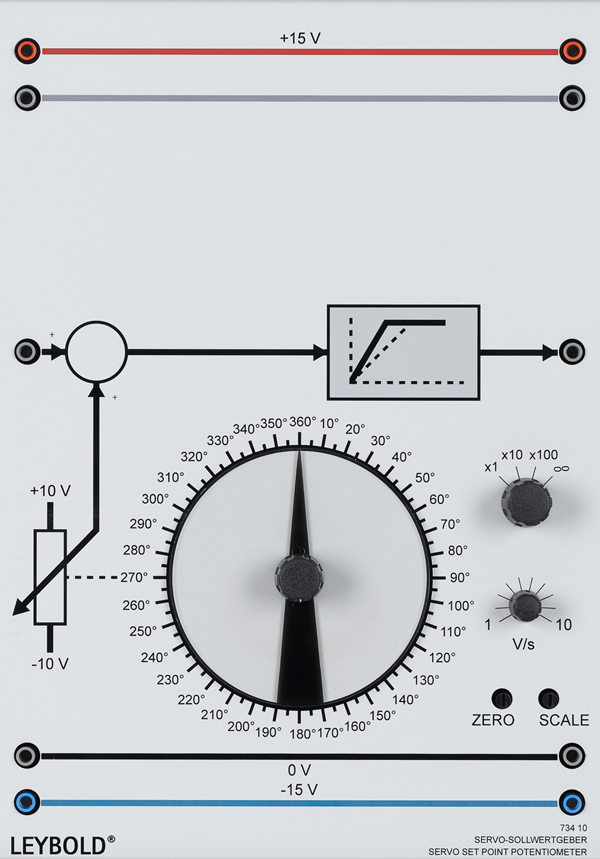 +15 V
+
+
360° 10° 20° 30° 40° 50° 60° 70° 80° 90° 100° 110° 120° 130° 140° 150° 160° 170° 180° 190° 200° 210° 220° 230° 240° 250° 260° 270° 280° 290° 300° 310° 320° 330° 340° 350°
x1 x10 x100 ∞
+10 V
-10 V
1 10
V/s
ZERO SCALE
0 V
-15 V
734 10
SERVO-SOLLWERTGEBER
SERVO SET POINT POTENTIOMETER
LEYBOLD®